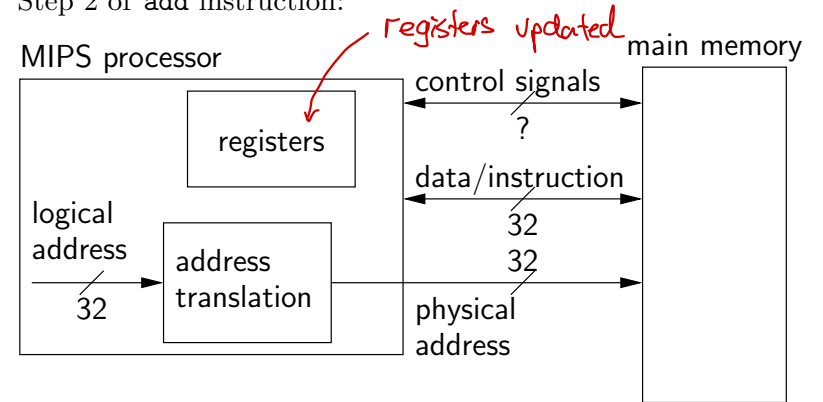 Step 2 of add instruction:
registers updated
main memory
MIPS processor
control signals
?
registers
data/instruction
32
logical
address
32
address
translation
32
physical
address